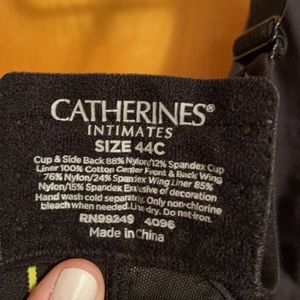 CATHERINES®
INTIMATES
SIZE 44C
Cup & Side Back 88% Nylon/12% Spandex Cup
Liner 100% Cotton Center Front & Back Wing
76% Nylon/24% Spandex Wing Liner 85%
Nylon/15% Spandex Exclusive of decoration
Hand wash cold separately. Only non-chlorine
bleach when needed. Line dry. Do not iron.
RN99249 4096
Made in China